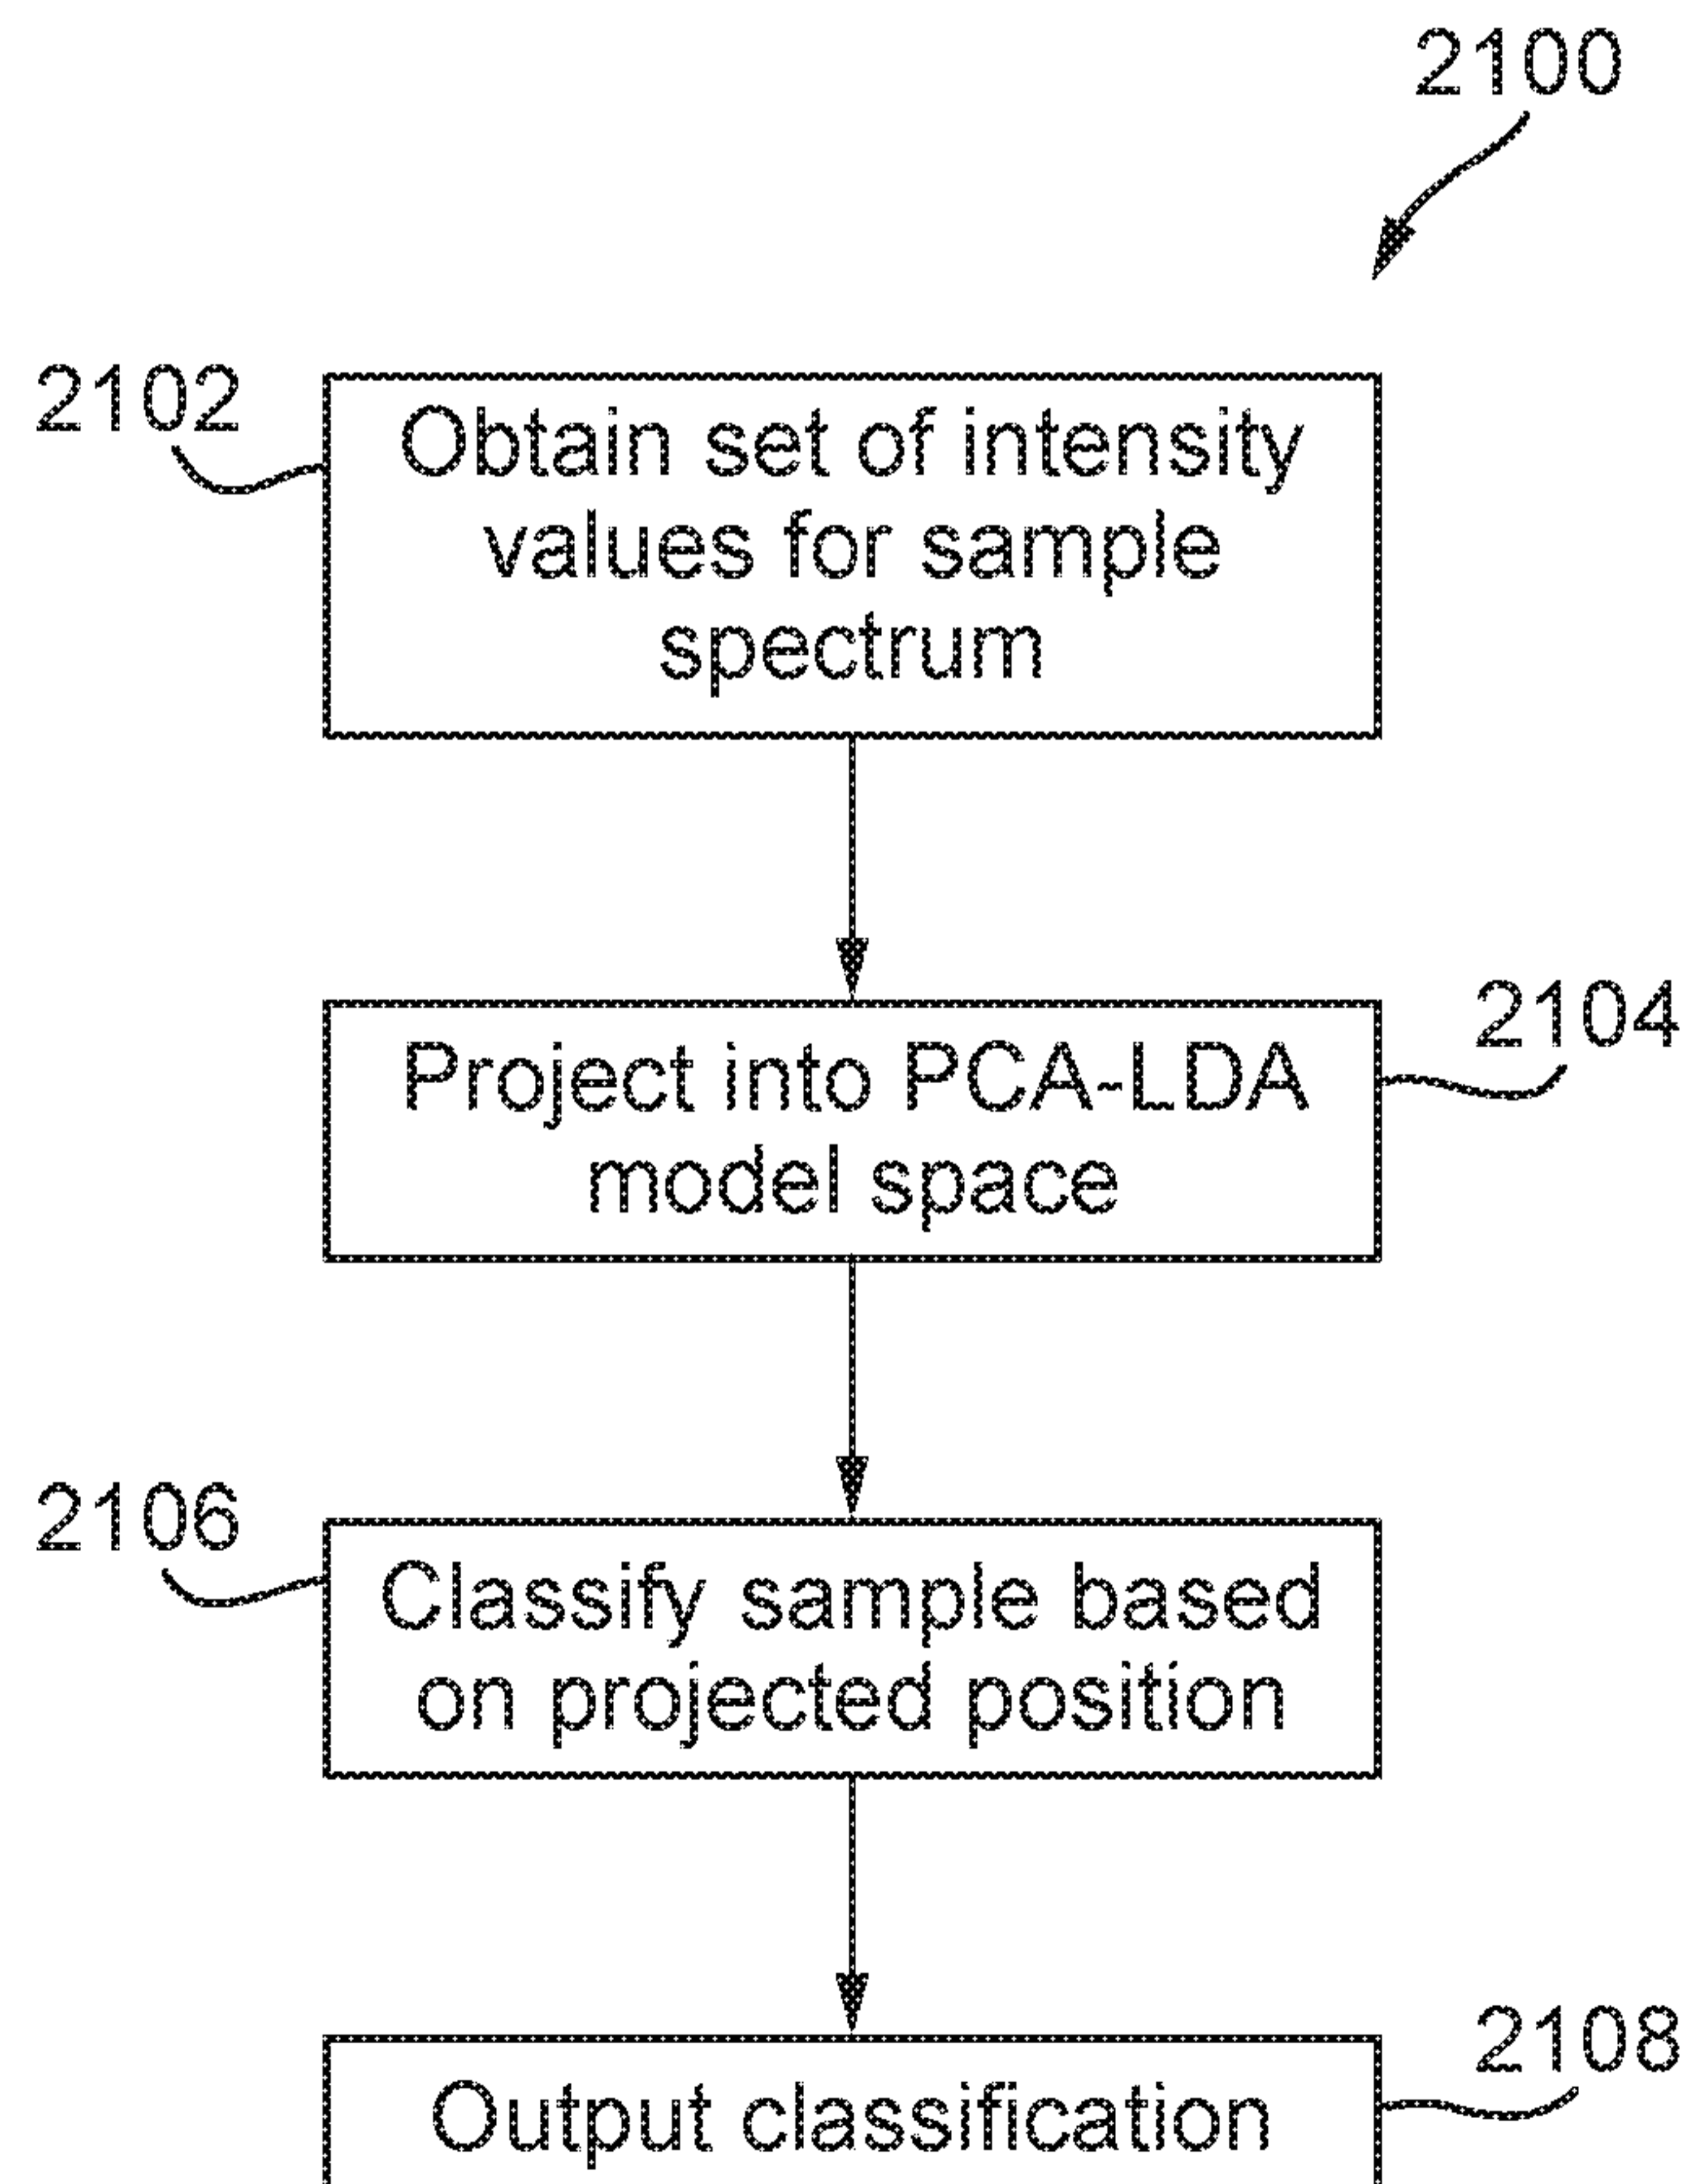 2100
2102
Obtain set of intensity
values for sample
spectrum
2104
Project into PCA-LDA
model space
2106
Classify sample based
on projected position
2108
Output classification